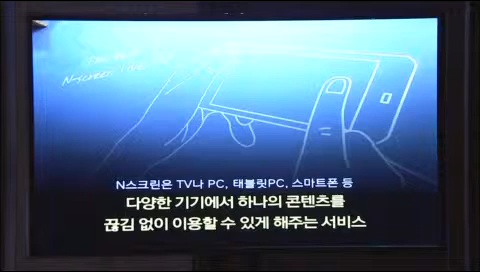 N-screen Live
N스크린은 TV나 PC, 태블릿PC, 스마트폰 등
다양한 기기에서 하나의 콘텐츠를
끊김 없이 이용할 수 있게 해주는 서비스